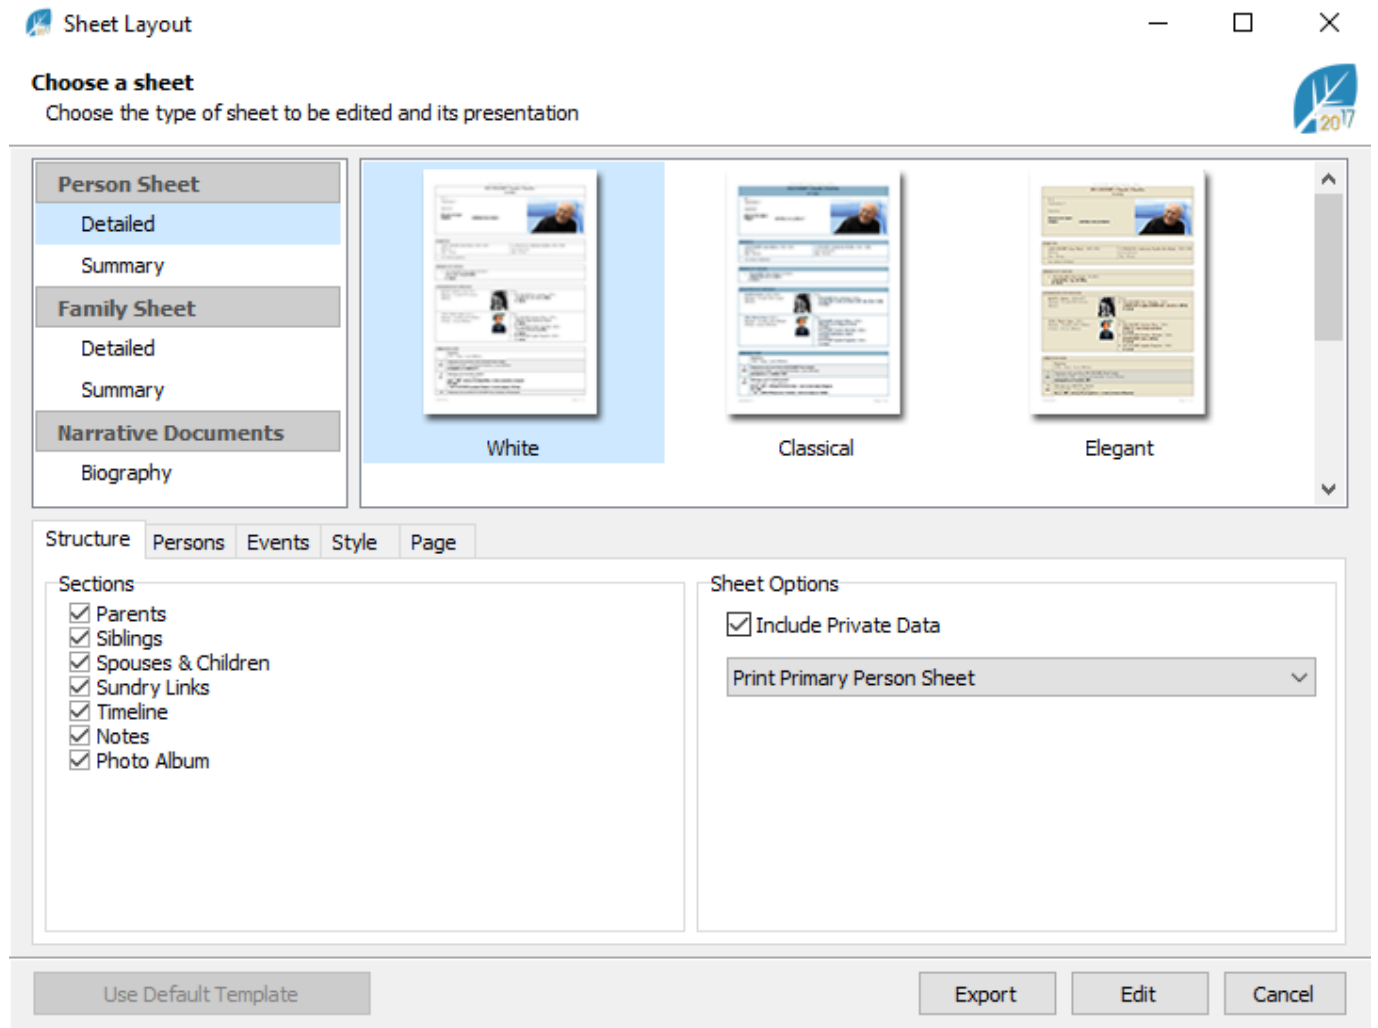 Sheet Layout
Choose a sheet
Choose the type of sheet to be edited and its presentation
2017
Person Sheet
Detailed
Summary
Family Sheet
Detailed
Summary
Narrative Documents
Biography
White
Classical
Elegant
Structure Persons Events Style Page
Sections
Parents
Siblings
Spouses & Children
Sundry Links
Timeline
Notes
Photo Album
Sheet Options
Include Private Data
Print Primary Person Sheet
Use Default Template
Export
Edit
Cancel